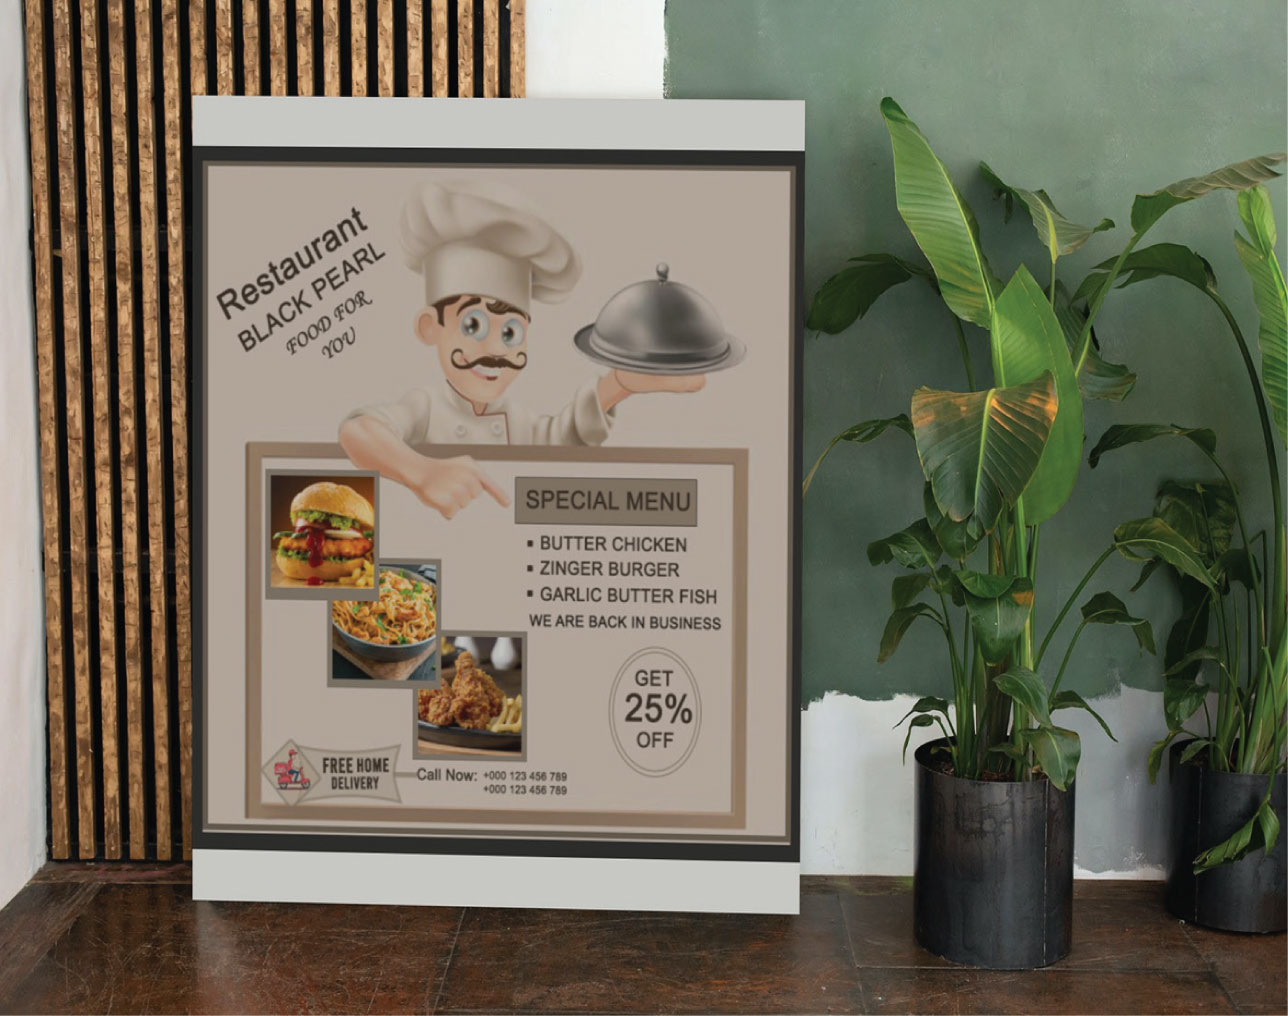 Restaurant
BLACK PEARL
FOOD FOR
YOU
SPECIAL MENU
▪ BUTTER CHICKEN
▪ ZINGER BURGER
▪ GARLIC BUTTER FISH
WE ARE BACK IN BUSINESS
GET
25%
OFF
FREE HOME
DELIVERY
Call Now: +000 123 456 789
+000 123 456 789